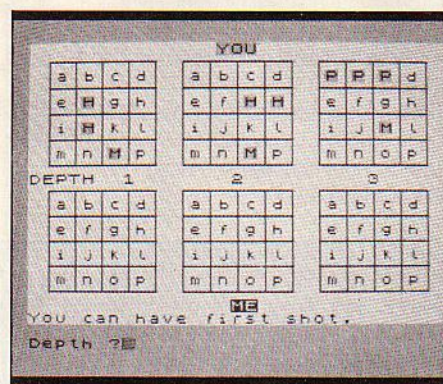 YOU
a b c d a b c d P P P d
e H g h e f H H e f g h
i H k l i j k l i j M l
m n M p m n M p m n o p
DEPTH 1 2 3
a b c d a b c d a b c d
e f g h e f g h e f g h
i j k l i j k l i j k l
m n o p m n o p m n o p
ME
You can have first shot.
Depth ?